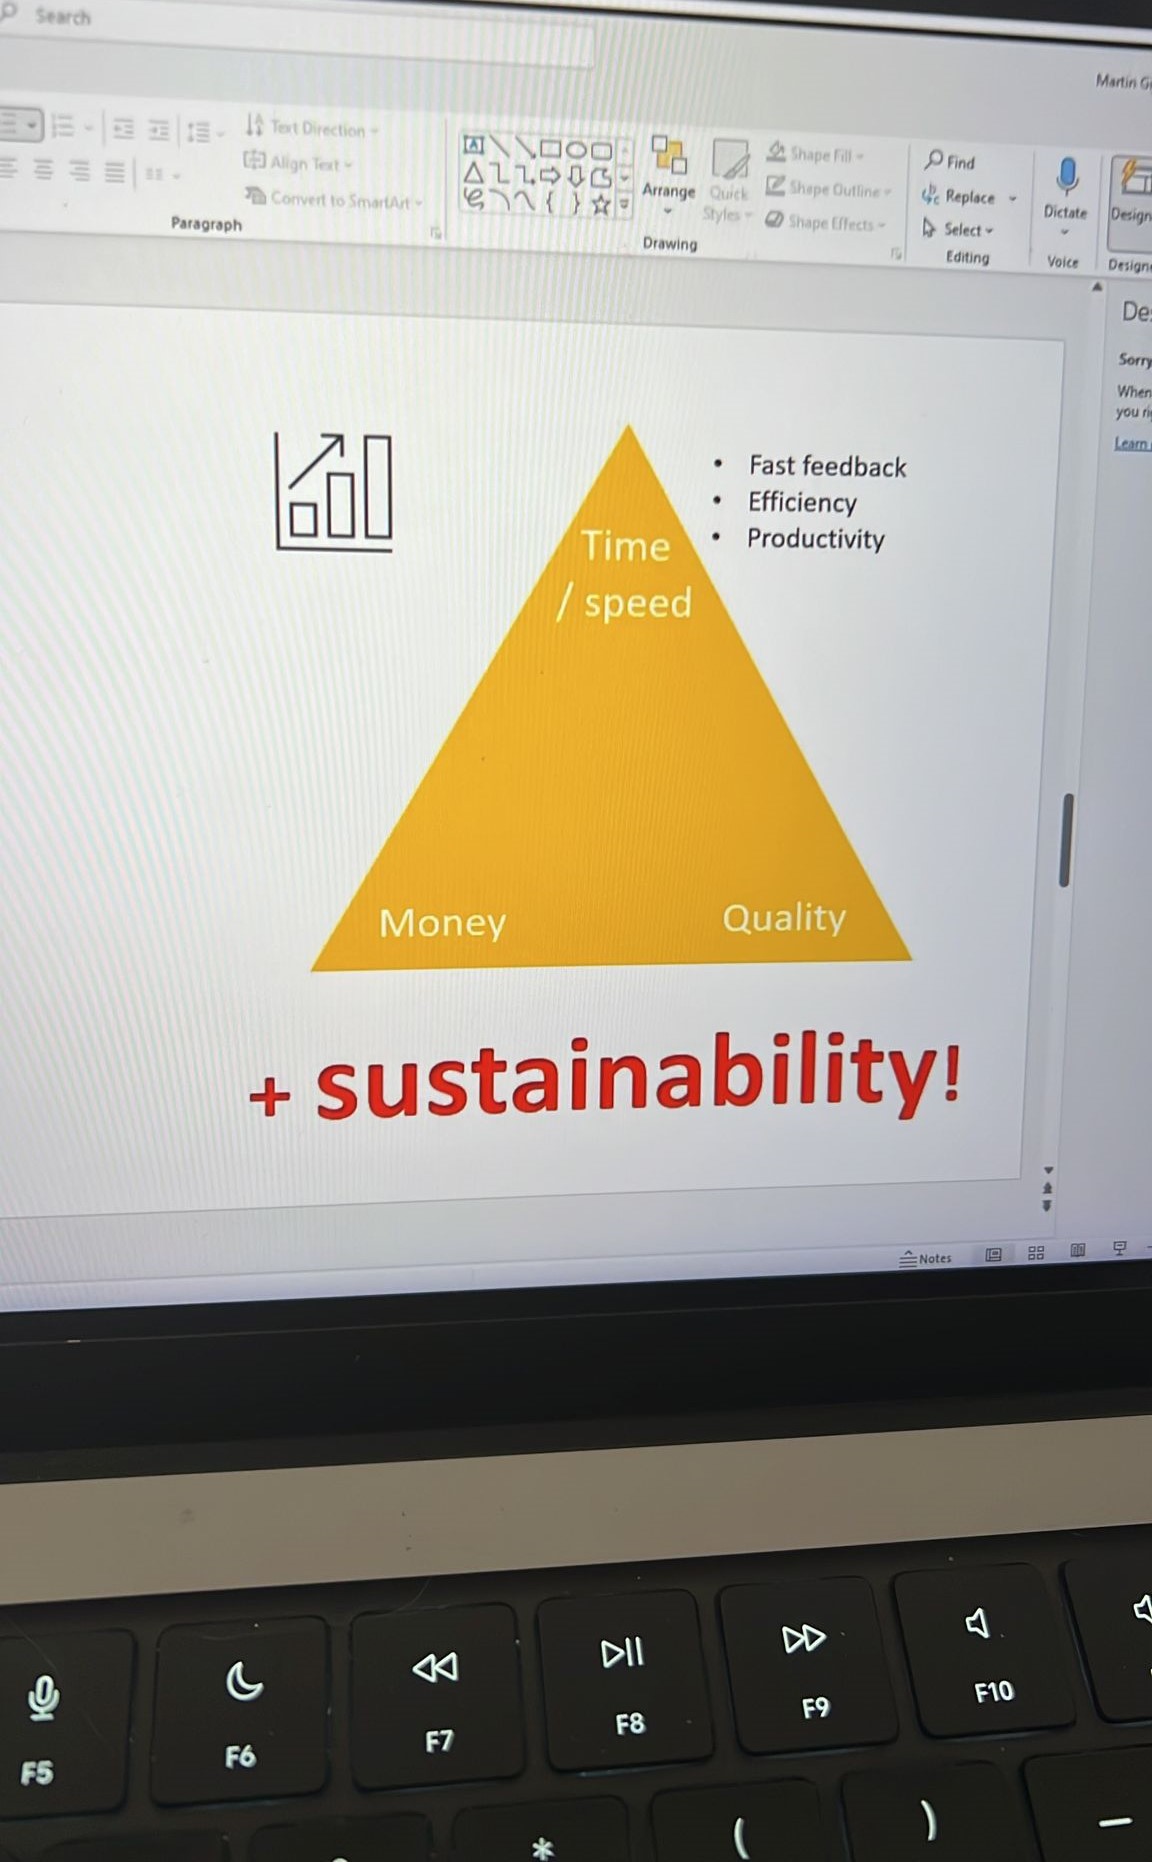 Search
Martin G
Text Direction
Align Text
Convert to SmartArt
Paragraph
Arrange
Quick
Styles
Shape Fill
Shape Outline
Shape Effects
Drawing
Find
Replace
Select
Editing
Dictate
Voice
Design
Design
De
Sorry
When
you ri
Learn
Time
/ speed
• Fast feedback
• Efficiency
• Productivity
Money
Quality
+ sustainability!
Notes
F5
F6
F7
F8
F9
F10
*
(
)